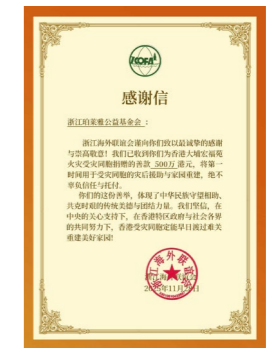 ZCOFA
感谢信
浙江珀莱雅公益基金会：
浙江海外联谊会谨向你们致以最诚挚的感谢
与崇高敬意！我们已收到你们为香港大埔宏福苑
火灾受灾同胞捐赠的善款 500万 港元，将第一
时间用于受灾同胞的灾后援助与家园重建，绝不
辜负信任与托付。
你们的这份善举，体现了中华民族守望相助、
共克时艰的传统美德与团结力量。我们坚信，在
中央的关心支持下，在香港特区政府与社会各界
的共同努力下，香港受灾同胞定能早日渡过难关
重建美好家园！
浙江海外联谊会
2025年11月28日